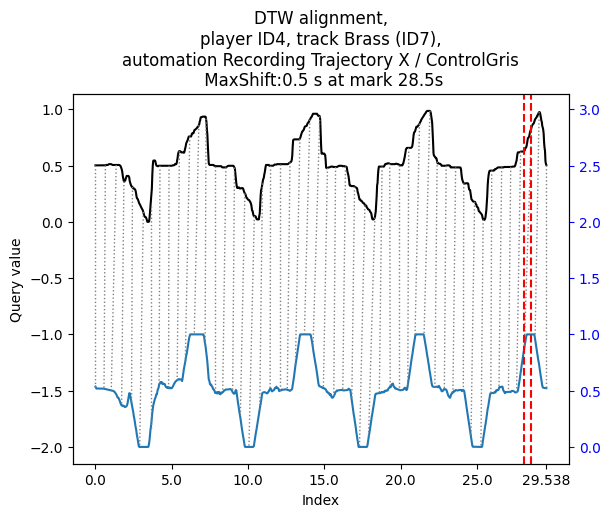 DTW alignment,
player ID4, track Brass (ID7),
automation Recording Trajectory X / ControlGris
MaxShift:0.5 s at mark 28.5s
1.0
0.5
0.0
−0.5
−1.0
−1.5
−2.0
Query value
3.0
2.5
2.0
1.5
1.0
0.5
0.0
0.0 5.0 10.0 15.0 20.0 25.0 29.538
Index